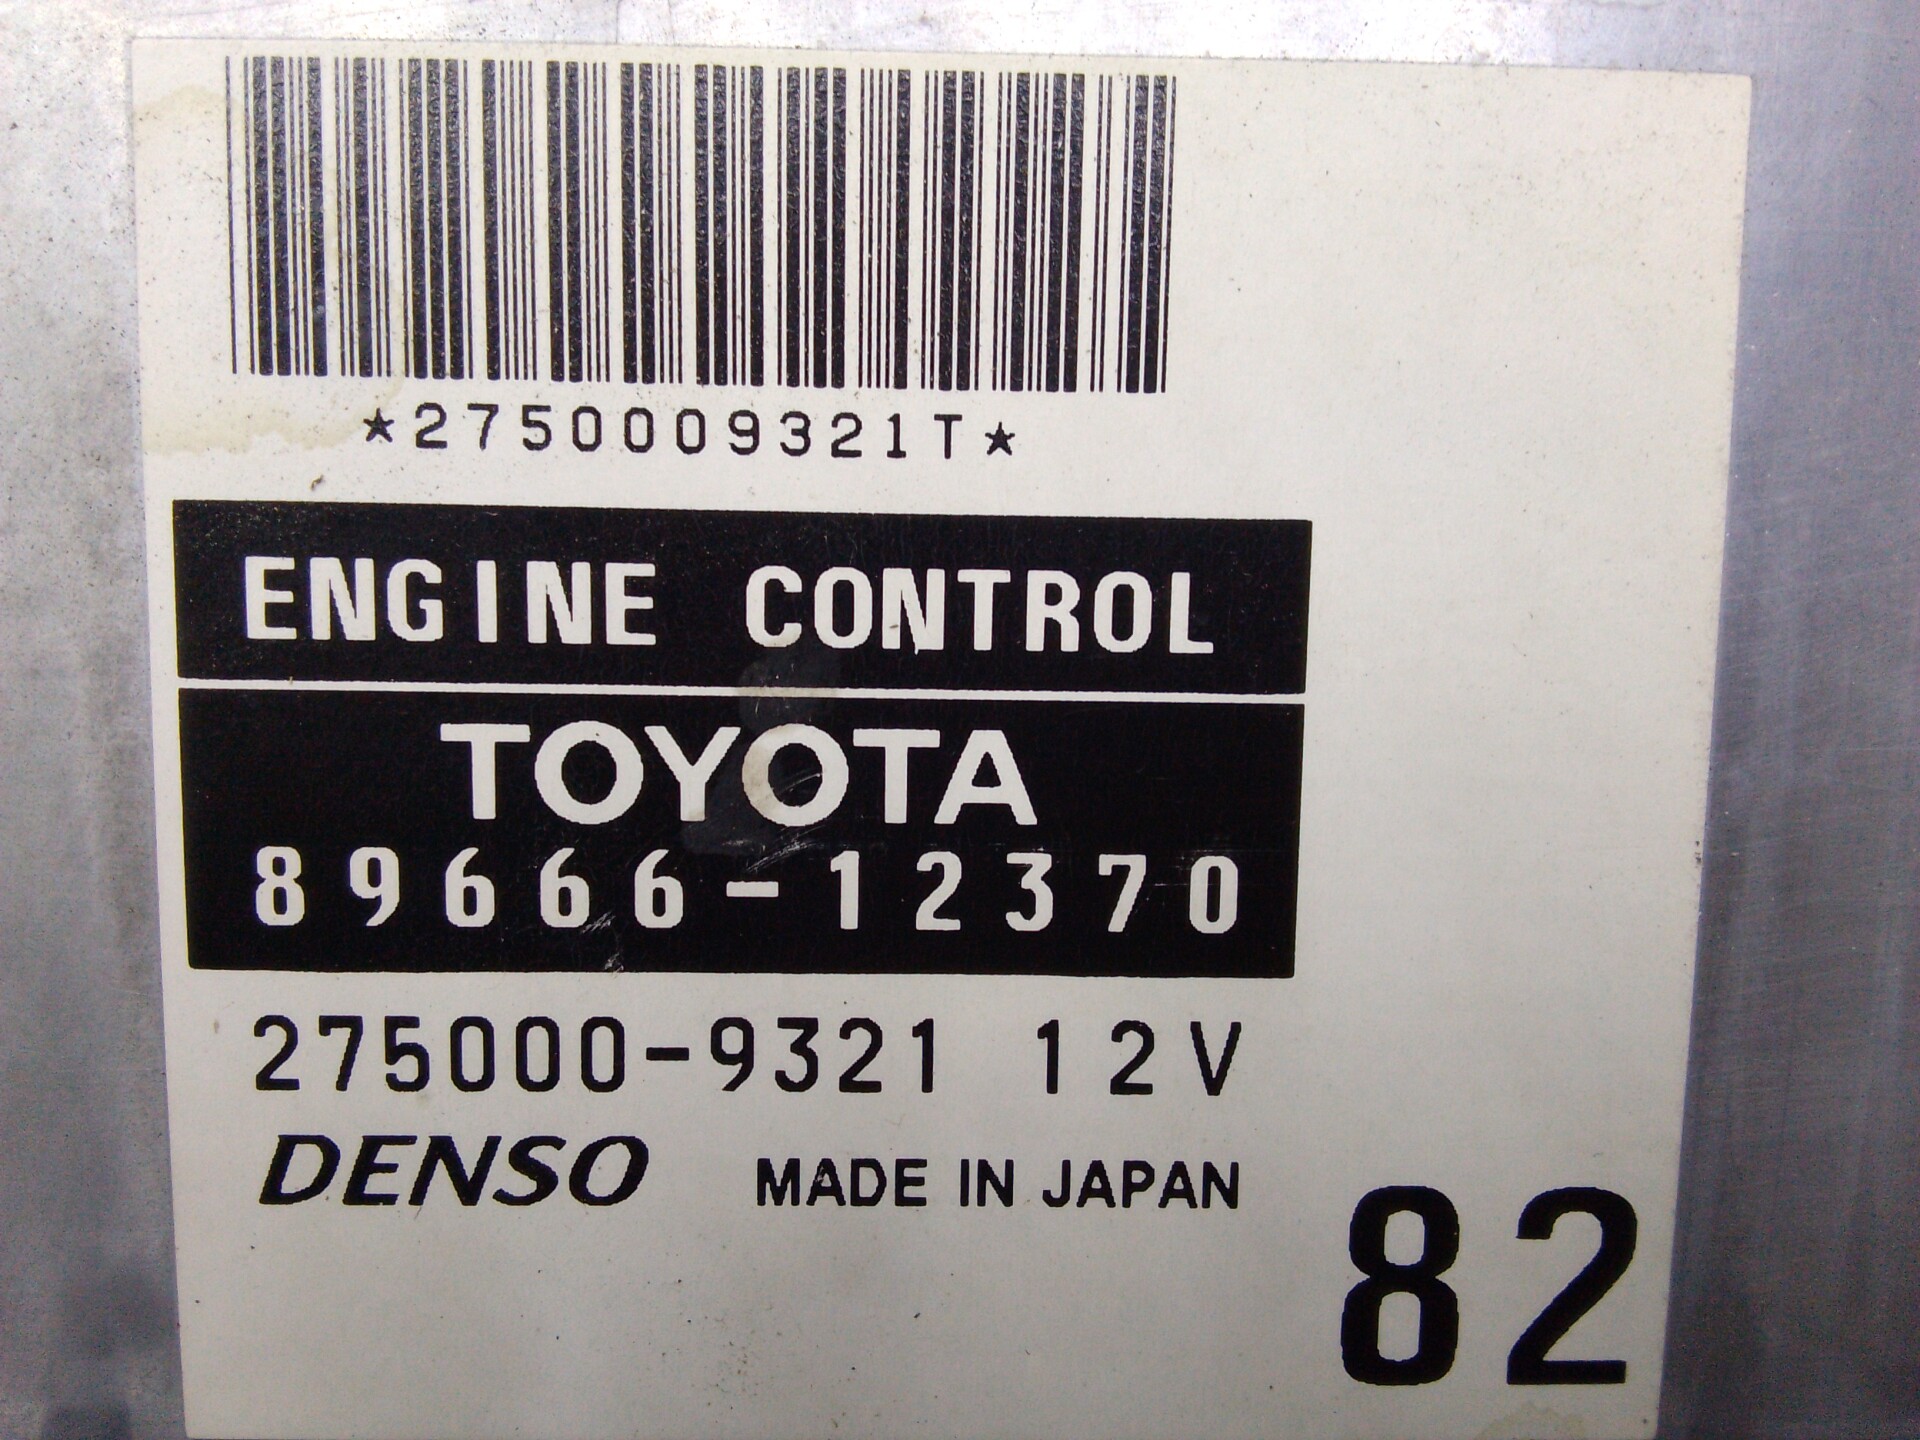 ★2750009321T★
ENGINE CONTROL
TOYOTA
89666-12370
275000-9321 12V
DENSO MADE IN JAPAN
82